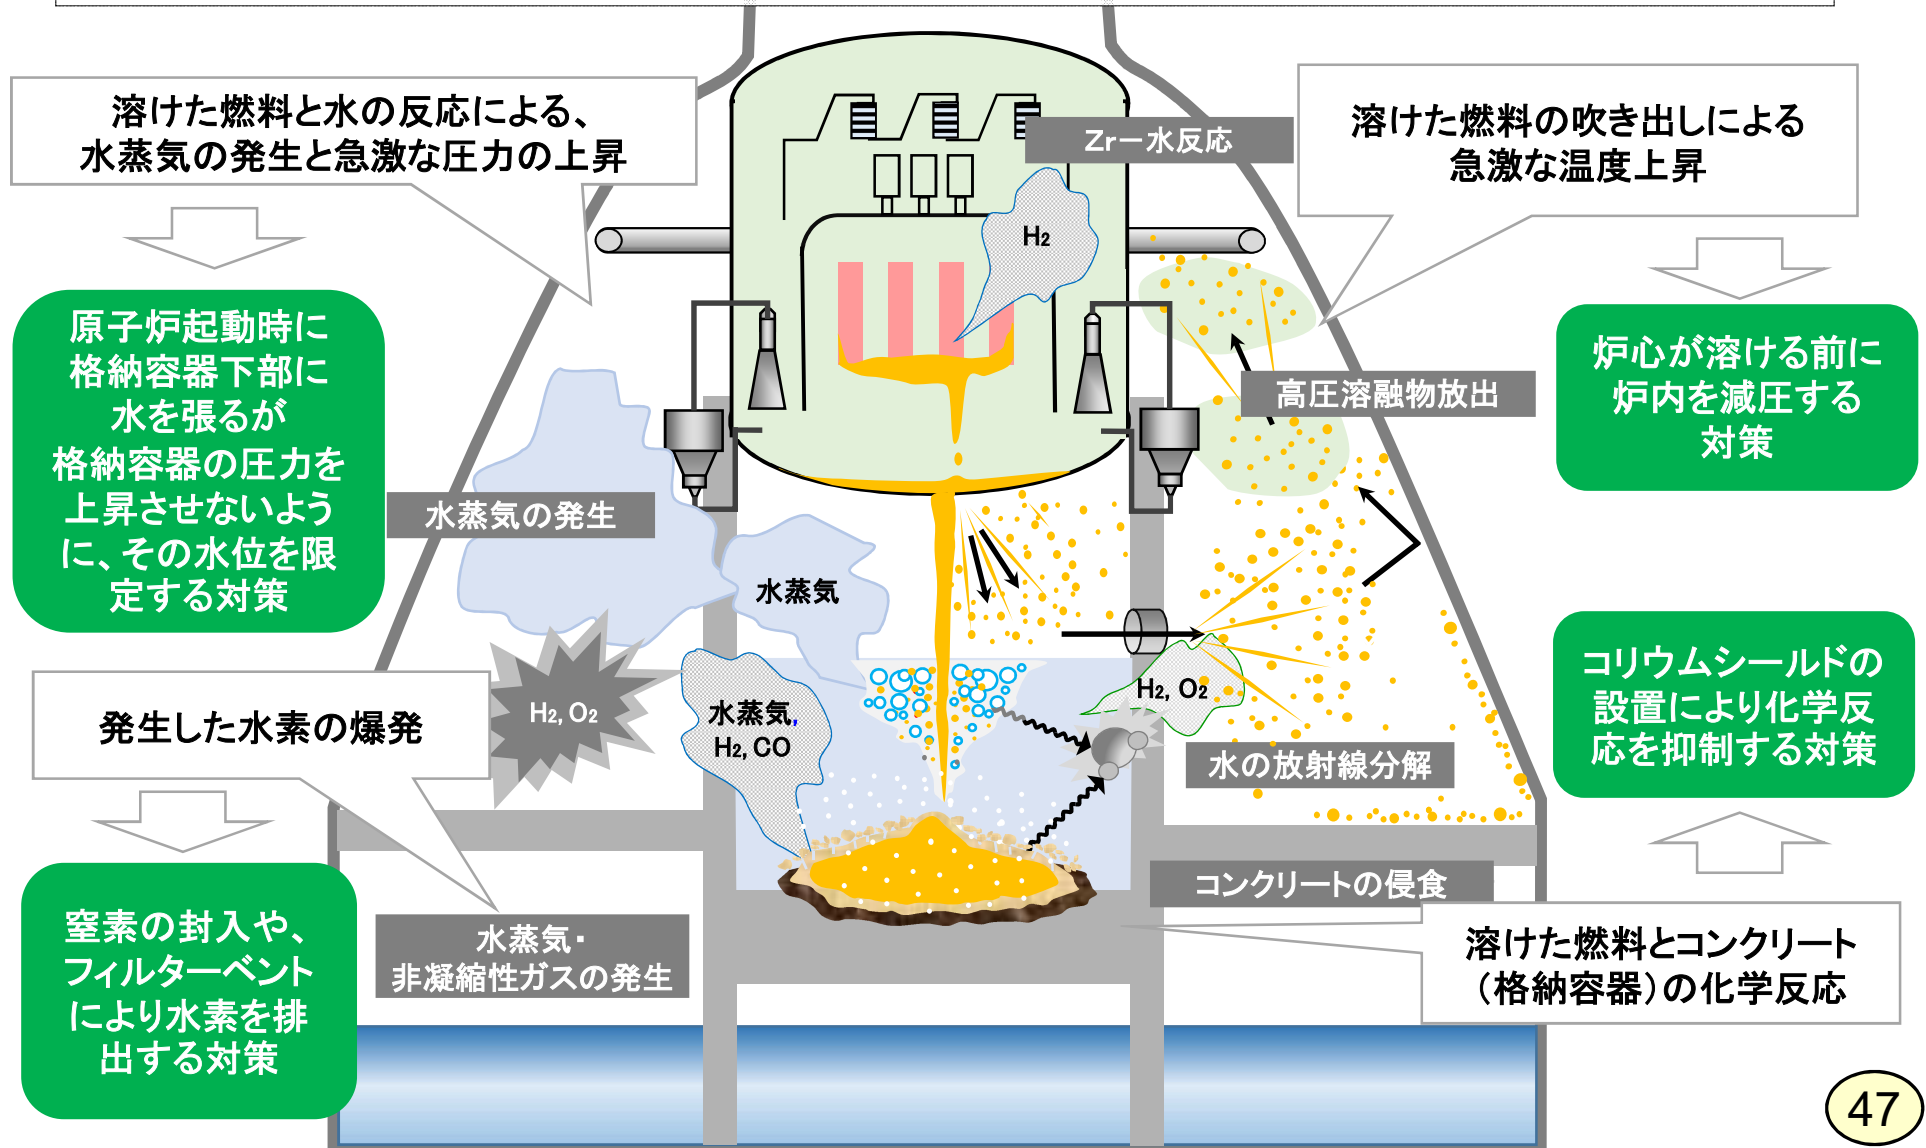 溶けた燃料と水の反応による、
水蒸気の発生と急激な圧力の上昇
原子炉起動時に
格納容器下部に
水を張るが
格納容器の圧力を
上昇させないよう
に、その水位を限
定する対策
水蒸気の発生
水蒸気
発生した水素の爆発
H₂, O₂
水蒸気,
H₂, CO
窒素の封入や、
フィルターベント
により水素を排
出する対策
水蒸気・
非凝縮性ガスの発生
Zr－水反応
H₂
溶けた燃料の吹き出しによる
急激な温度上昇
炉心が溶ける前に
炉内を減圧する
対策
高圧溶融物放出
H₂, O₂
水の放射線分解
コリウムシールドの
設置により化学反
応を抑制する対策
コンクリートの侵食
溶けた燃料とコンクリート
（格納容器）の化学反応
47